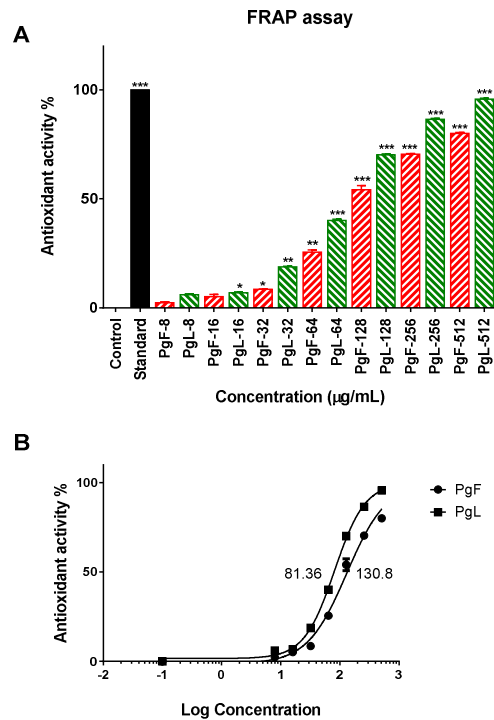 FRAP assay
A
Antioxidant activity %
100
50
0
***
*
*
**
**
***
***
***
***
***
***
***
Control
Standard
PgF-8
PgL-8
PgF-16
PgL-16
PgF-32
PgL-32
PgF-64
PgL-64
PgF-128
PgL-128
PgF-256
PgL-256
PgF-512
PgL-512
Concentration (µg/mL)
B
Antioxidant activity %
100
50
0
PgF
PgL
81.36
130.8
-2
-1
0
1
2
3
Log Concentration